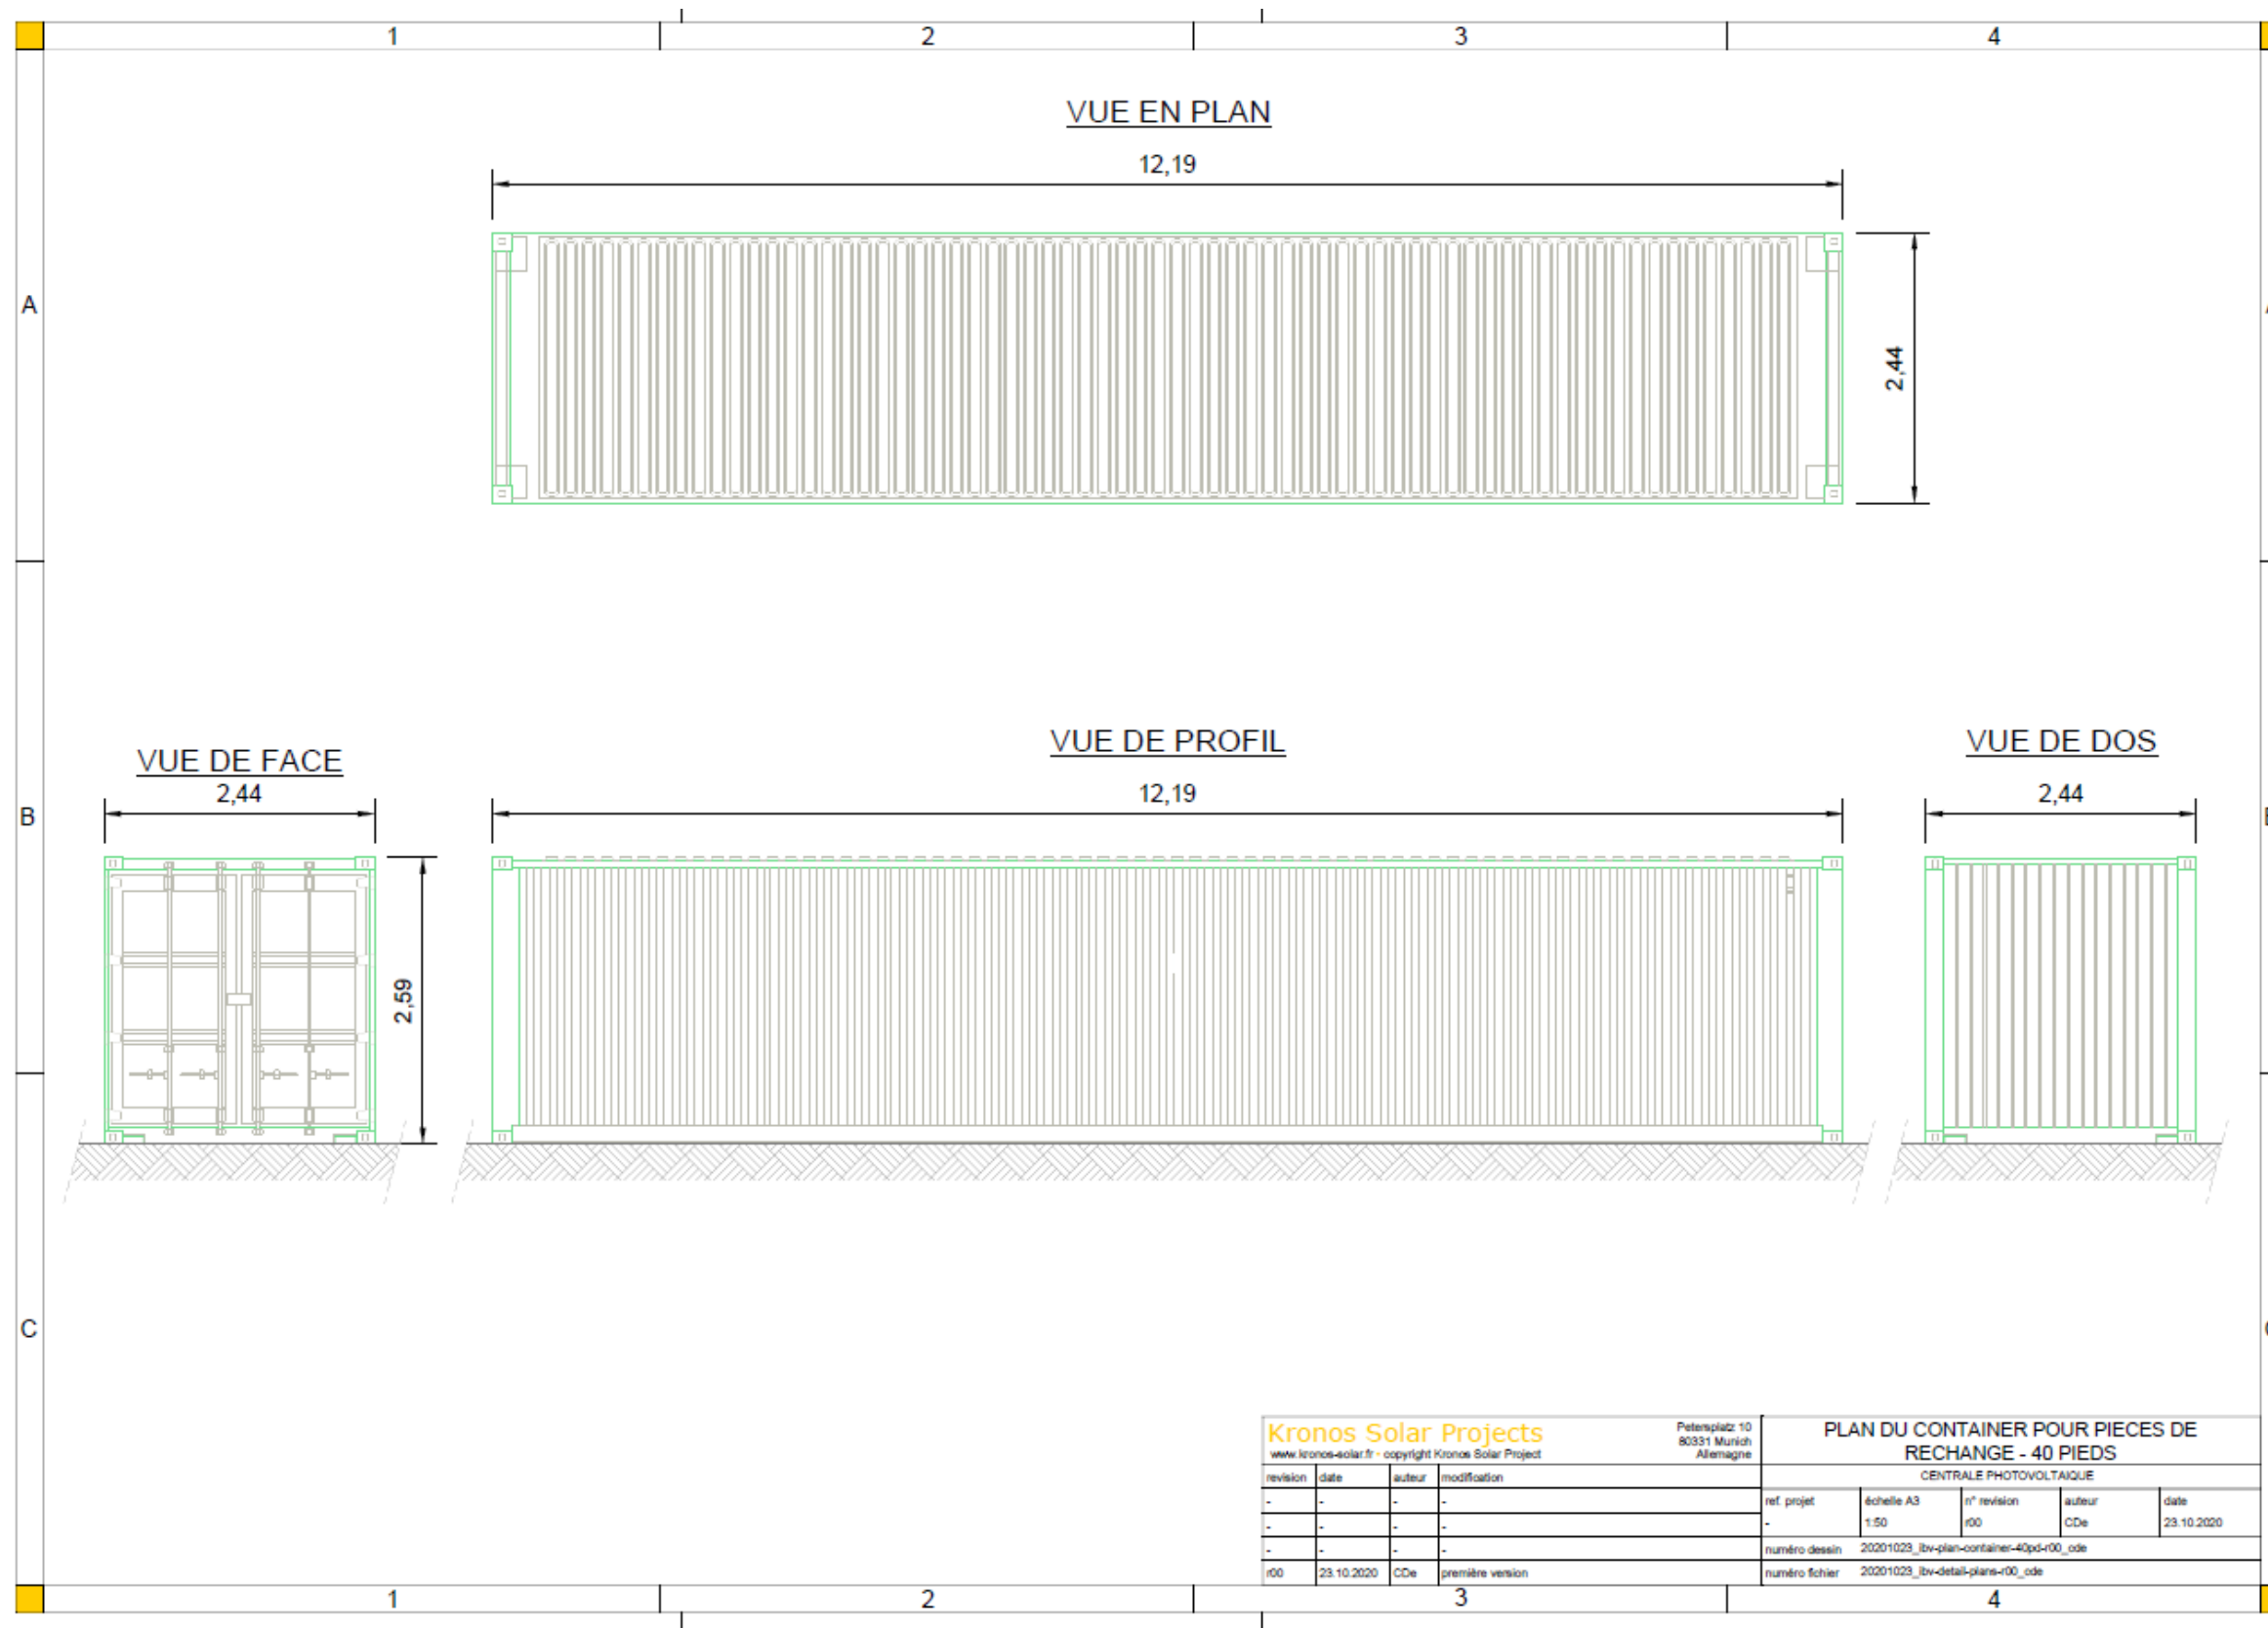 1 2 3 4
VUE EN PLAN
12,19
A
2,44
VUE DE FACE
VUE DE PROFIL
VUE DE DOS
2,44
12,19
2,44
B
2,59
C
Kronos Solar Projects
www.kronos-solar.fr - copyright Kronos Solar Project
Petersplatz 10
80331 Munich
Allemagne
PLAN DU CONTAINER POUR PIECES DE
RECHANGE - 40 PIEDS
CENTRALE PHOTOVOLTAIQUE
revision date auteur modification
- - - -
- - - -
- - - -
r00 23.10.2020 CDe première version
ref. projet échelle A3 n° revision auteur date
- 1:50 r00 CDe 23.10.2020
numéro dessin 20201023_ibv-plan-container-40pd-r00_cde
numéro fichier 20201023_ibv-detail-plans-r00_cde
1 2 3 4